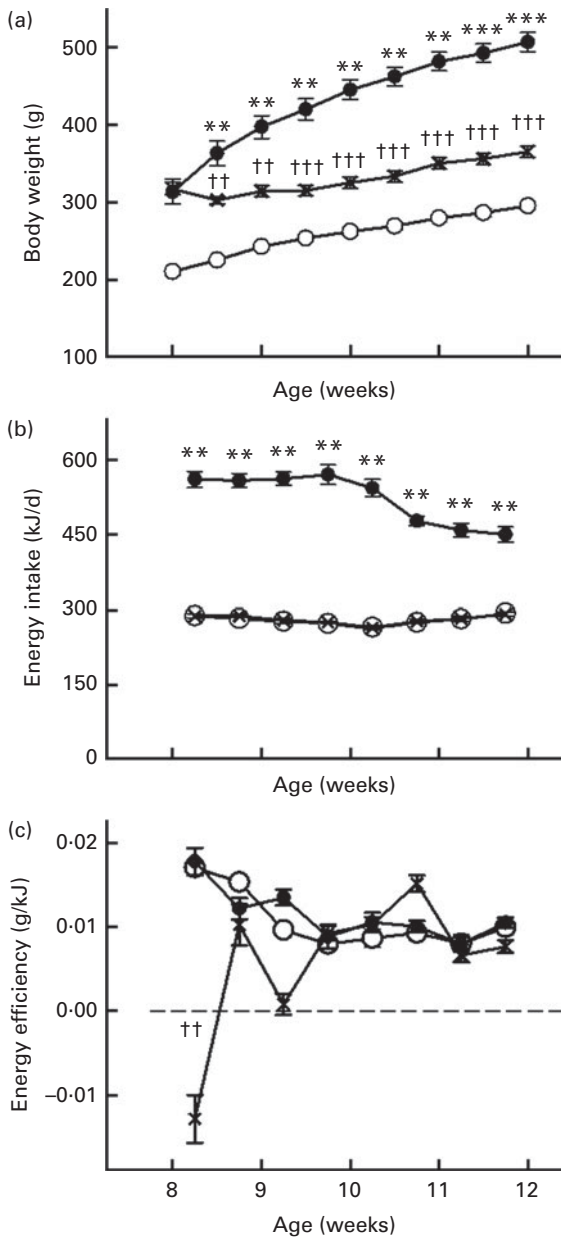 (a)
Body weight (g)
500
400
300
200
100
** ** ** ** ** ** *** ***
†† †† ††† ††† ††† ††† ††† †††
Age (weeks)
(b)
Energy intake (kJ/d)
600
450
300
150
0
** ** ** ** ** ** ** **
Age (weeks)
(c)
Energy efficiency (g/kJ)
0·02
0·01
0·00
–0·01
††
8 9 10 11 12
Age (weeks)